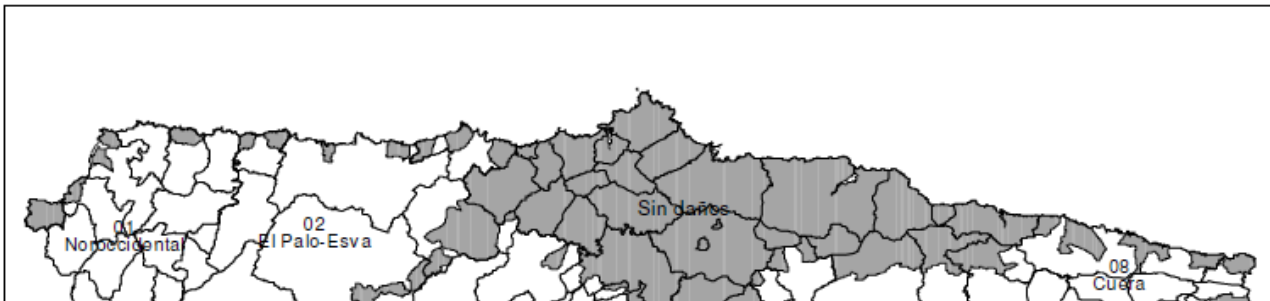 Sin daños
01
Noroccidental
02
El Palo-Esva
08
Cuera